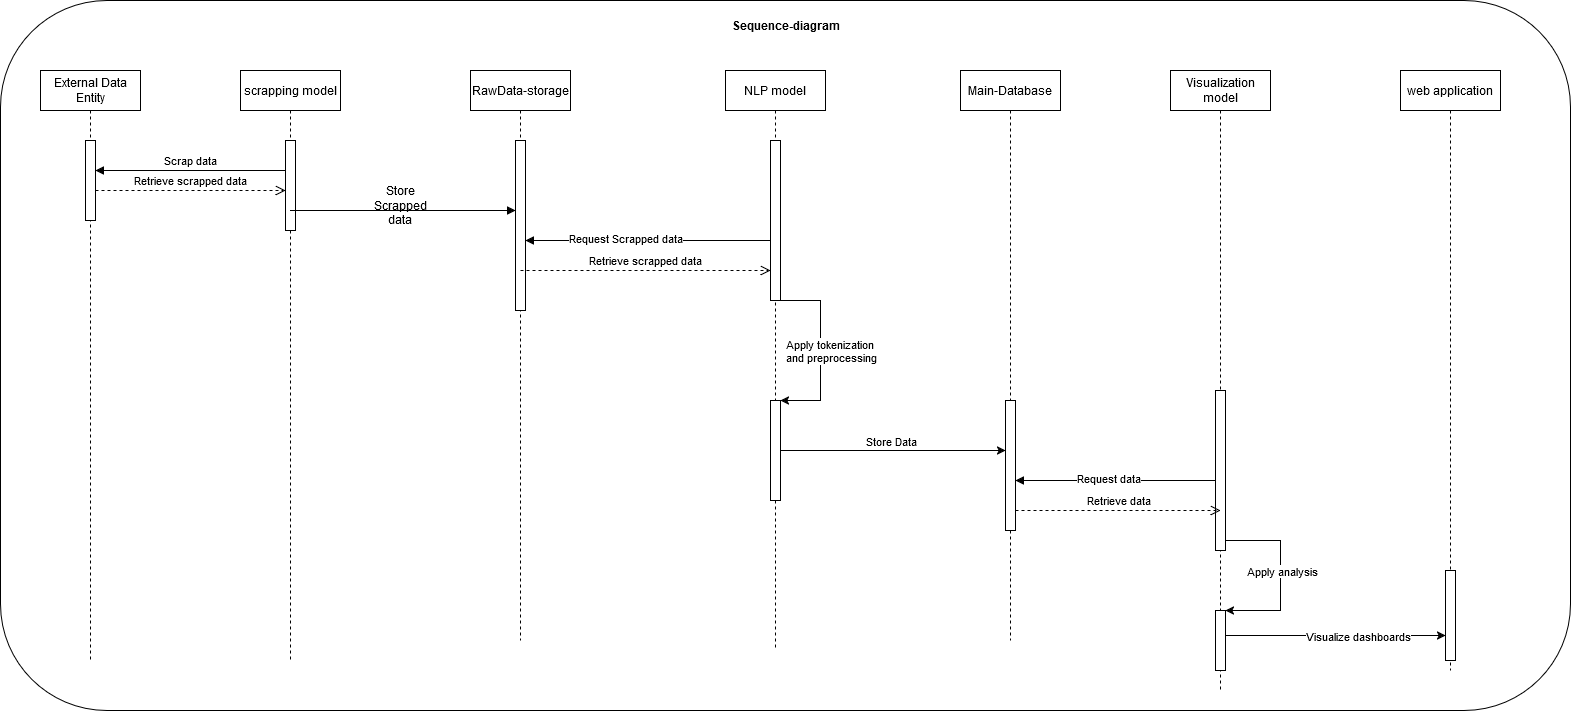 Sequence-diagram
External Data
Entity
scrapping model
RawData-storage
NLP model
Main-Database
Visualization
model
web application
Scrap data
Retrieve scrapped data
Store
Scrapped
data
Request Scrapped data
Retrieve scrapped data
Apply tokenization
and preprocessing
Store Data
Request data
Retrieve data
Apply analysis
Visualize dashboards